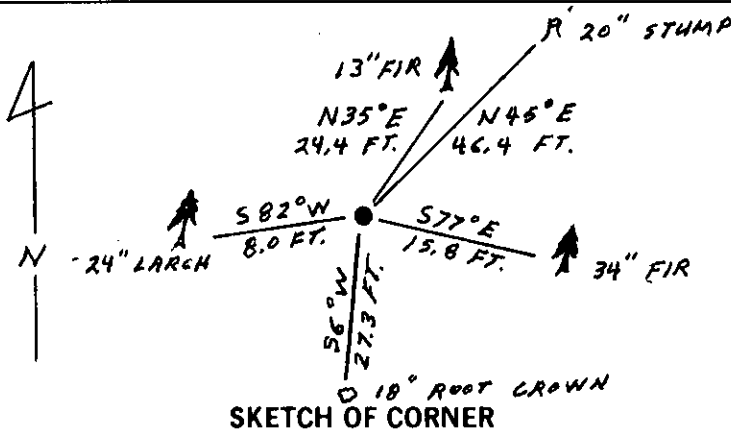 20" STUMP
13" FIR
N35°E
24.4 FT.
N45°E
46.4 FT.
S82°W
8.0 FT.
S77°E
15.8 FT.
N
24" LARCH
34" FIR
S6°W
27.3 FT.
18" ROOT CROWN
SKETCH OF CORNER